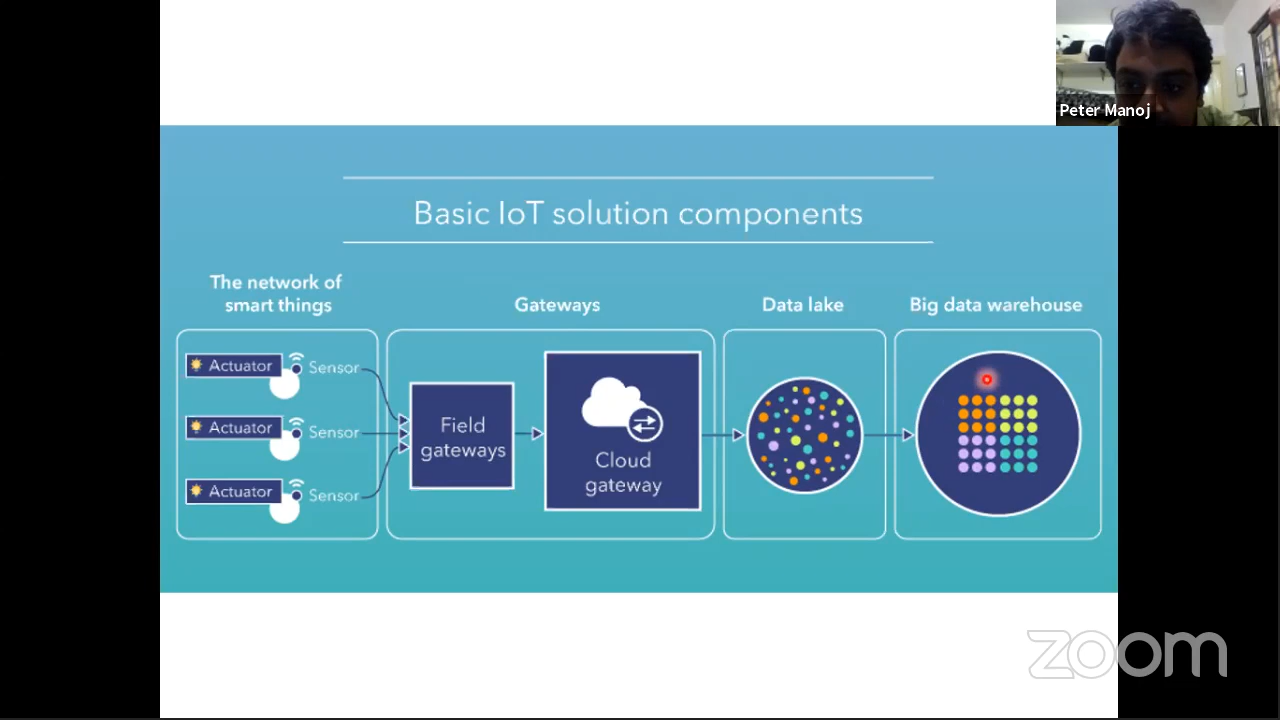 Peter Manoj
Basic IoT solution components
The network of
smart things
Gateways
Data lake
Big data warehouse
Actuator
Sensor
Actuator
Sensor
Actuator
Sensor
Field
gateways
Cloud
gateway
zoom